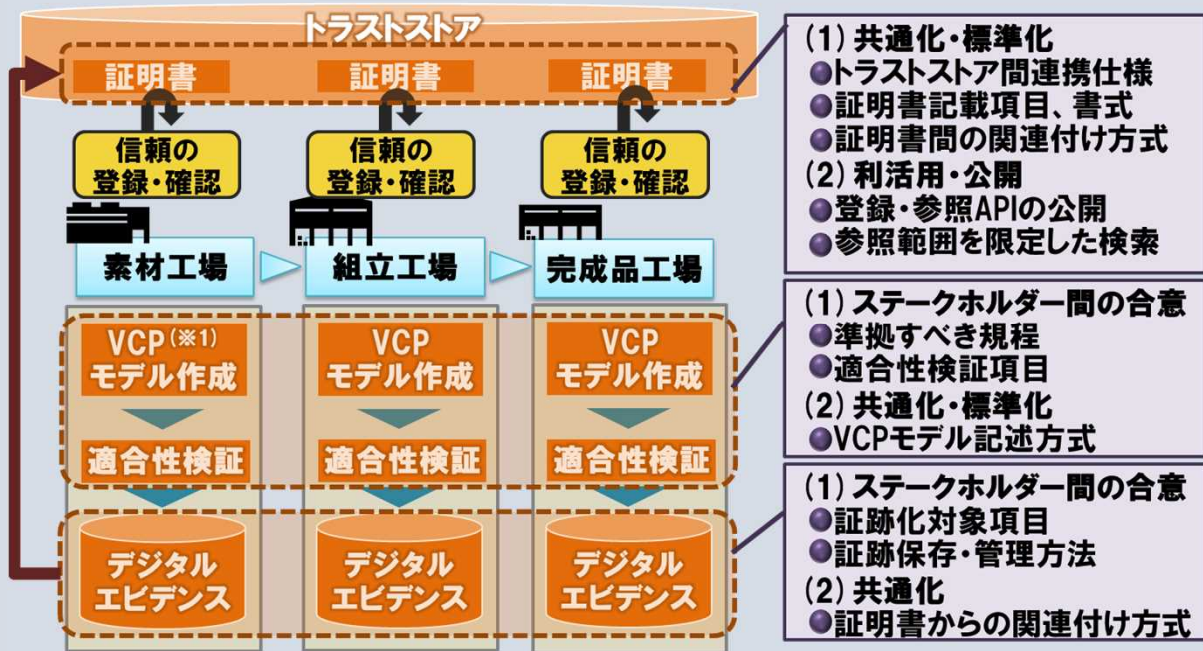 トラストストア
証明書 証明書 証明書
信頼の 信頼の 信頼の
登録・確認 登録・確認 登録・確認
素材工場 組立工場 完成品工場
VCP(※1) VCP VCP
モデル作成 モデル作成 モデル作成
適合性検証 適合性検証 適合性検証
デジタル デジタル デジタル
エビデンス エビデンス エビデンス
(1) 共通化・標準化
●トラストストア間連携仕様
●証明書記載項目、書式
●証明書間の関連付け方式
(2) 利活用・公開
●登録・参照APIの公開
●参照範囲を限定した検索
(1) ステークホルダー間の合意
●準拠すべき規程
●適合性検証項目
(2) 共通化・標準化
●VCPモデル記述方式
(1) ステークホルダー間の合意
●証跡化対象項目
●証跡保存・管理方法
(2) 共通化
●証明書からの関連付け方式